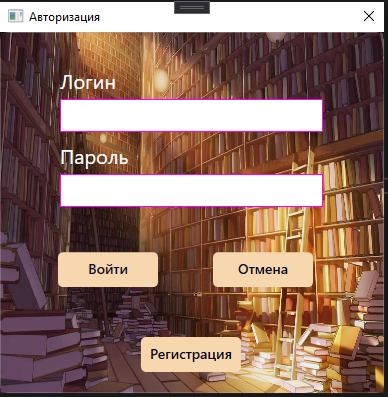 Авторизация
Логин
Пароль
Войти
Отмена
Регистрация